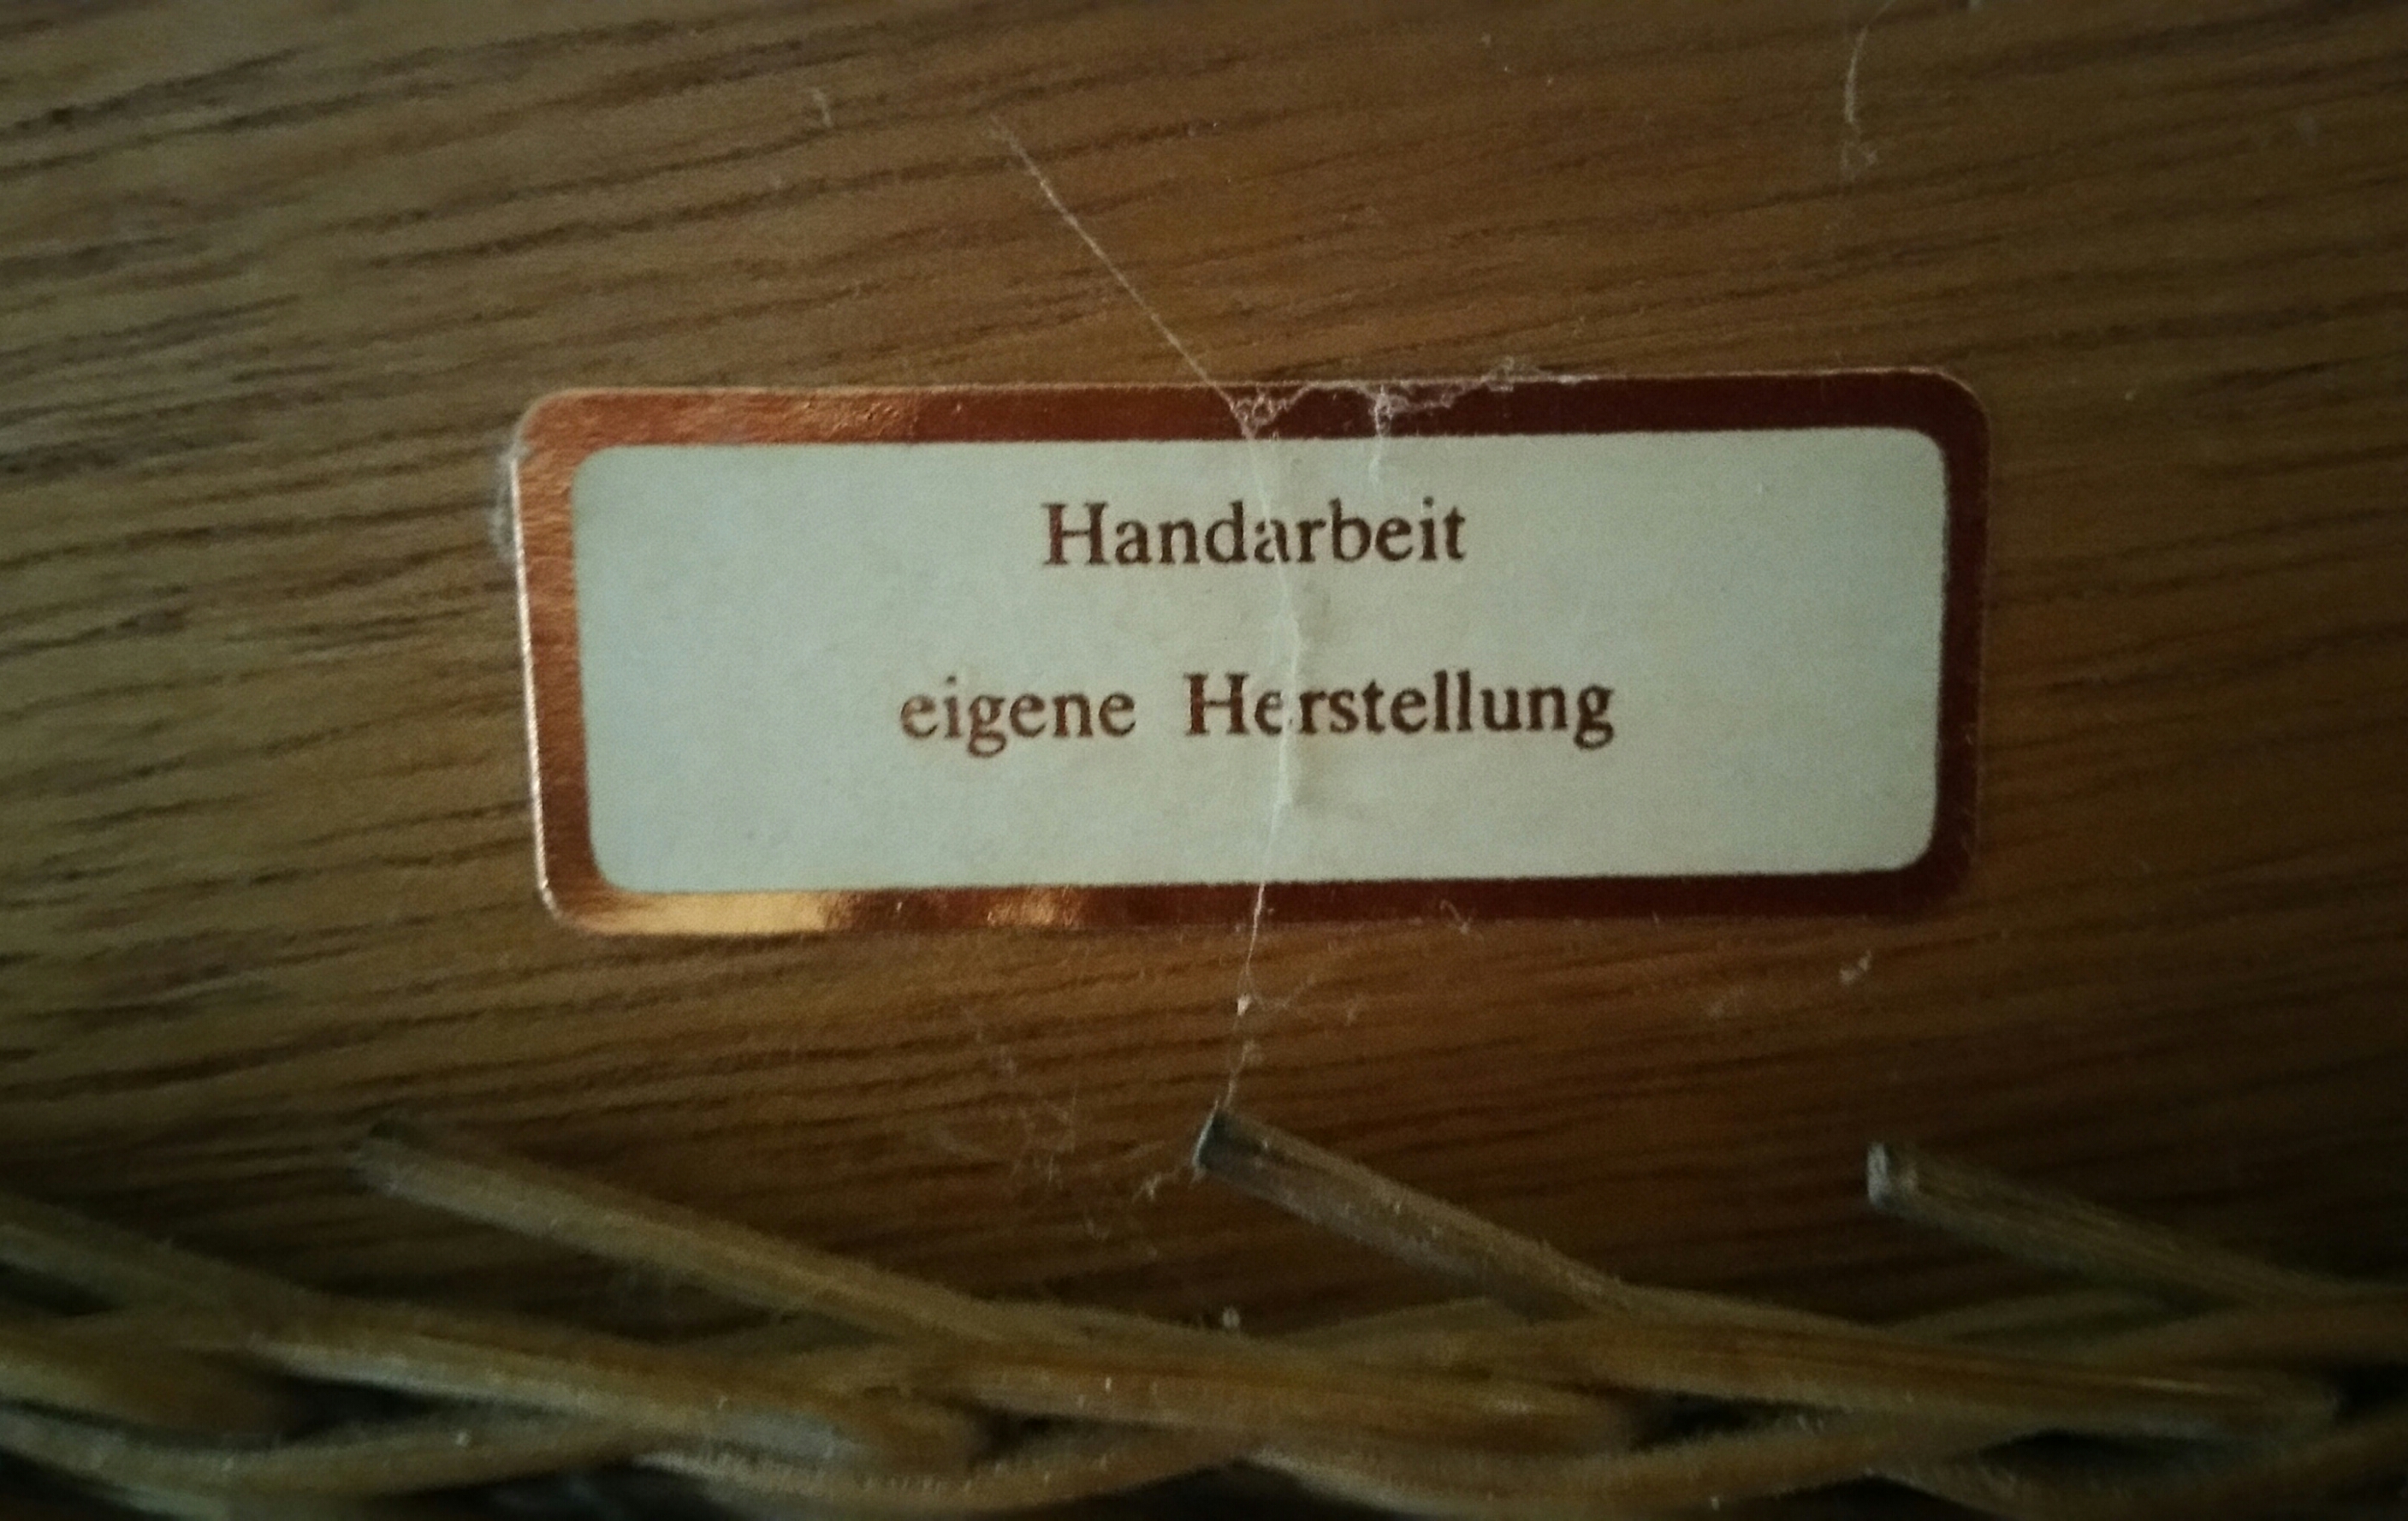 Handarbeit
eigene Herstellung